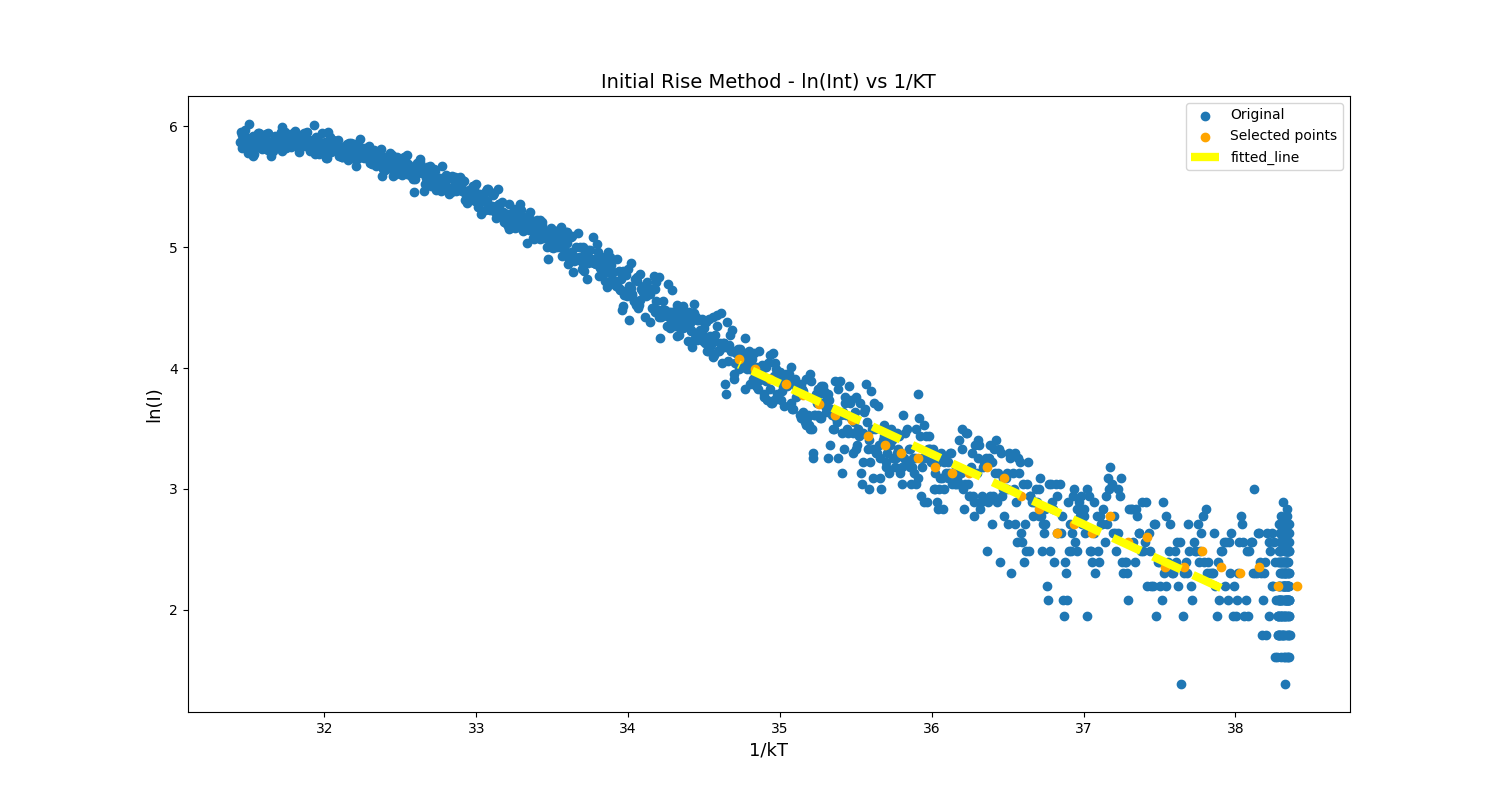 Initial Rise Method - ln(Int) vs 1/KT
Original
Selected points
fitted_line
ln(I)
6
5
4
3
2
32 33 34 35 36 37 38
1/kT